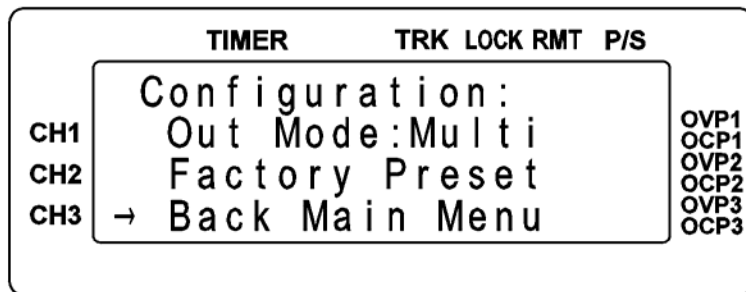 TIMER TRK LOCK RMT P/S
Configuration:
CH1 Out Mode:Multi OVP1
OCP1
CH2 Factory Preset OVP2
OCP2
CH3 → Back Main Menu OVP3
OCP3